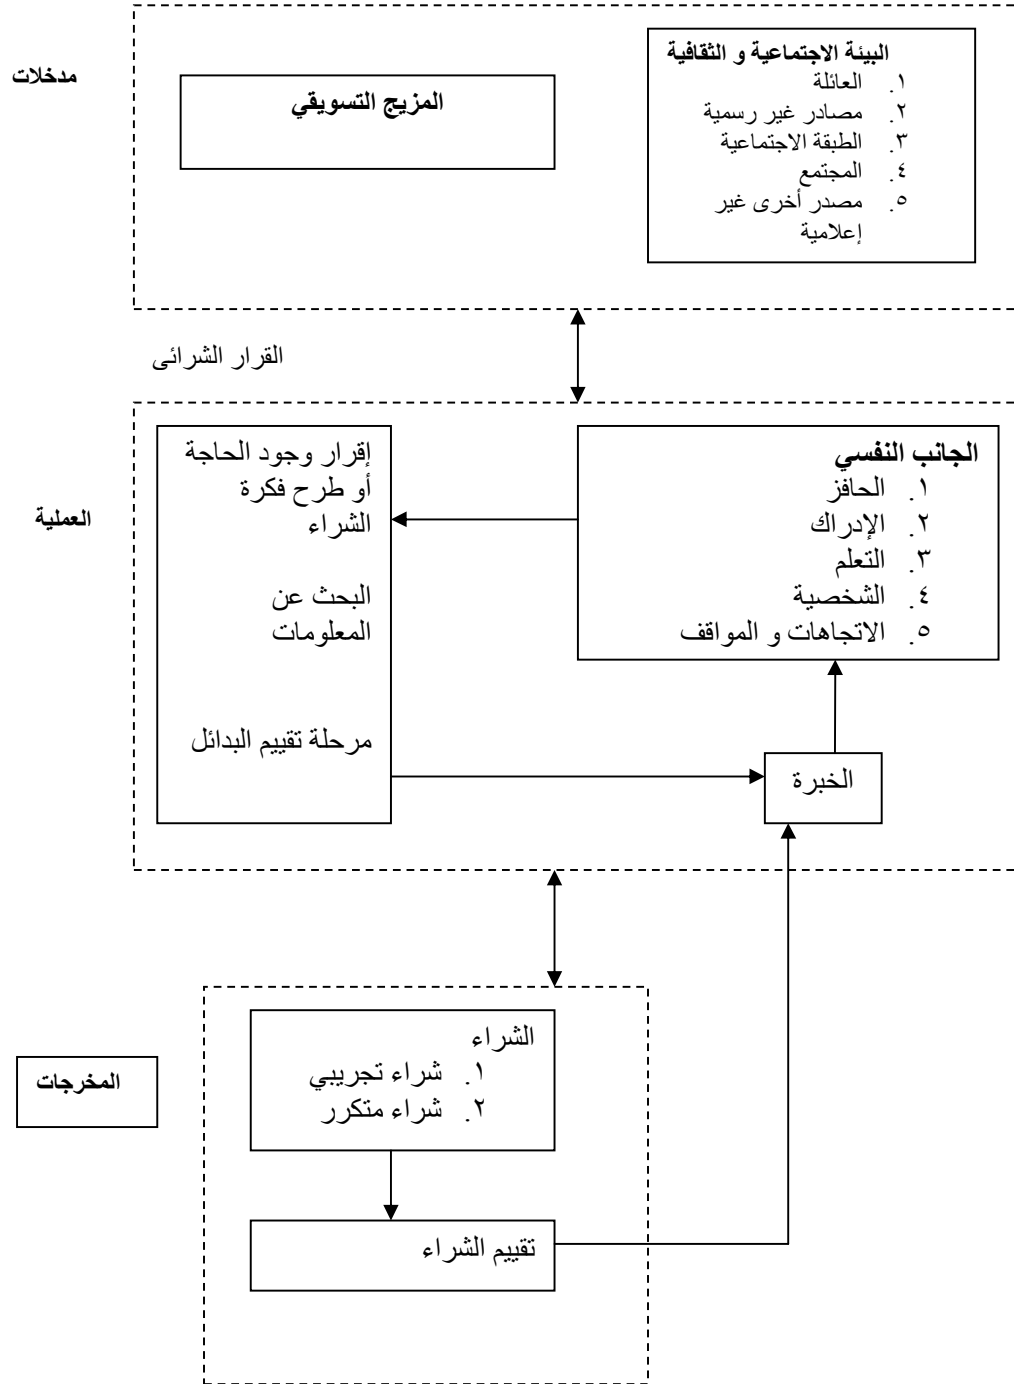 مدخلات
البيئة الاجتماعية و الثقافية
١. العائلة
٢. مصادر غير رسمية
٣. الطبقة الاجتماعية
٤. المجتمع
٥. مصدر أخرى غير
إعلامية
المزيج التسويقي
القرار الشرائى
العملية
الجانب النفسي
١. الحافز
٢. الإدراك
٣. التعلم
٤. الشخصية
٥. الاتجاهات و المواقف
إقرار وجود الحاجة
أو طرح فكرة
الشراء
البحث عن
المعلومات
مرحلة تقييم البدائل
الخبرة
المخرجات
الشراء
١. شراء تجريبي
٢. شراء متكرر
تقييم الشراء